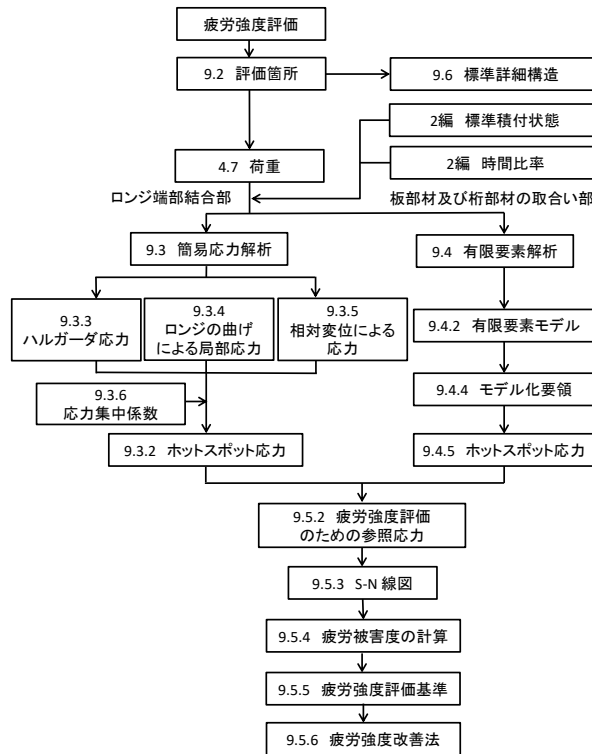 疲労強度評価
9.2 評価箇所
9.6 標準詳細構造
2編 標準積付状態
4.7 荷重
2編 時間比率
ロンジ端部結合部
板部材及び桁部材の取合い部
9.3 簡易応力解析
9.4 有限要素解析
9.3.3
ハルガーダ応力
9.3.4
ロンジの曲げ
による局部応力
9.3.5
相対変位による
応力
9.4.2 有限要素モデル
9.3.6
応力集中係数
9.4.4 モデル化要領
9.3.2 ホットスポット応力
9.4.5 ホットスポット応力
9.5.2 疲労強度評価
のための参照応力
9.5.3 S-N 線図
9.5.4 疲労被害度の計算
9.5.5 疲労強度評価基準
9.5.6 疲労強度改善法